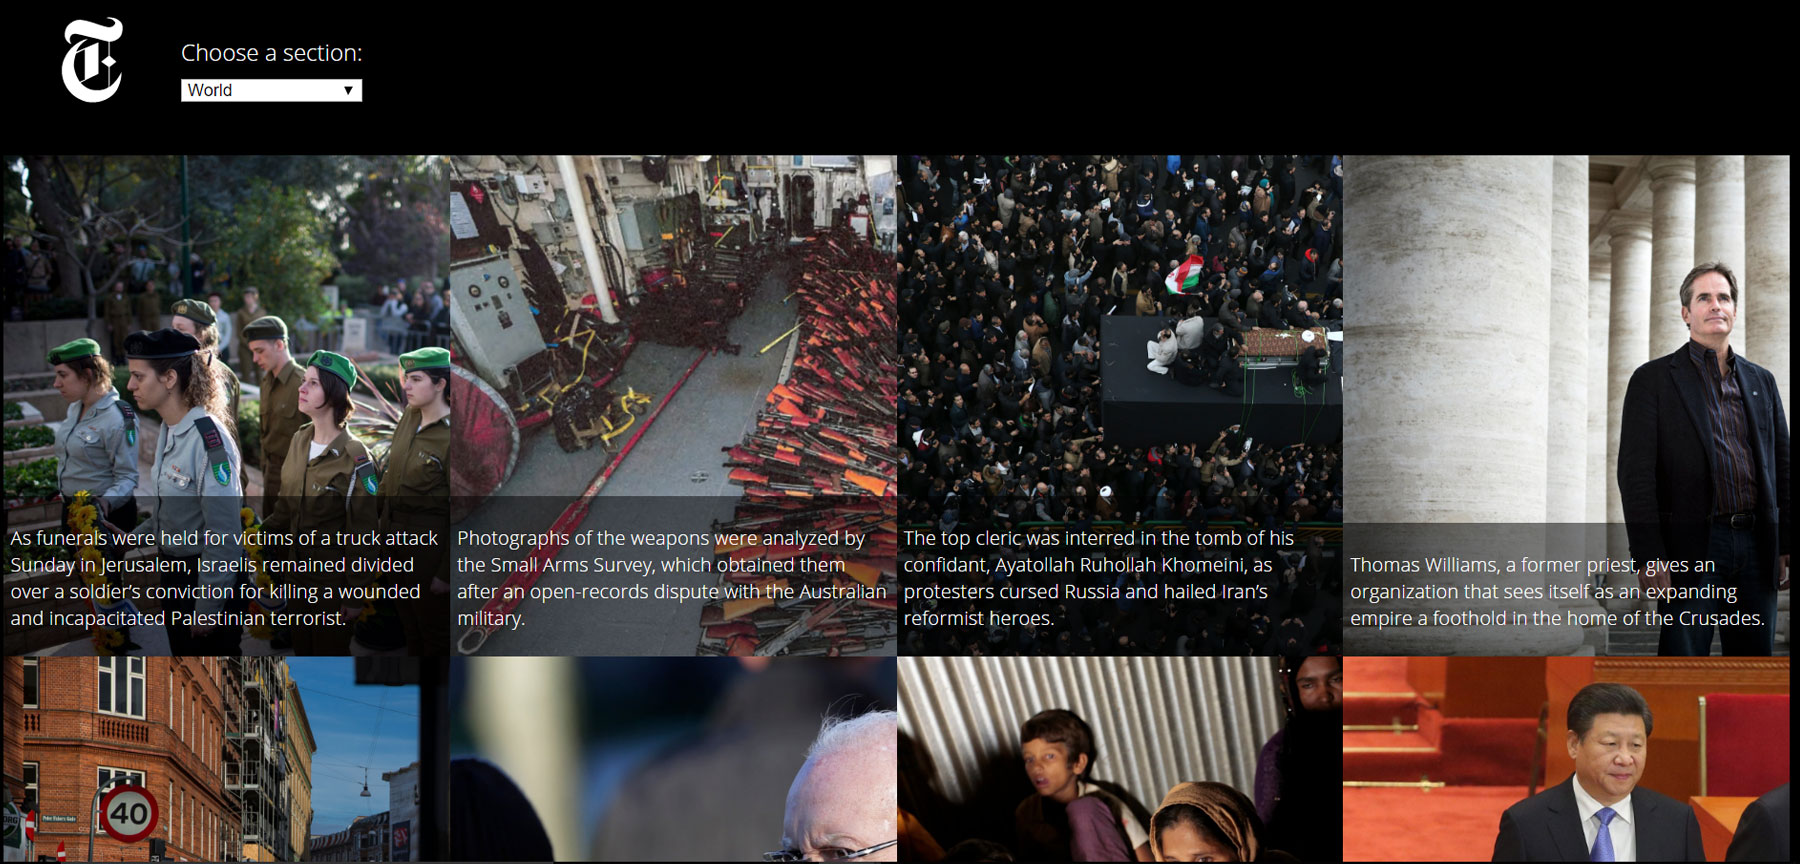 T
Choose a section:
World
As funerals were held for victims of a truck attack
Sunday in Jerusalem, Israelis remained divided
over a soldier's conviction for killing a wounded
and incapacitated Palestinian terrorist.
Photographs of the weapons were analyzed by
the Small Arms Survey, which obtained them
after an open-records dispute with the Australian
military.
The top cleric was interred in the tomb of his
confidant, Ayatollah Ruhollah Khomeini, as
protesters cursed Russia and hailed Iran's
reformist heroes.
Thomas Williams, a former priest, gives an
organization that sees itself as an expanding
empire a foothold in the home of the Crusades.
40